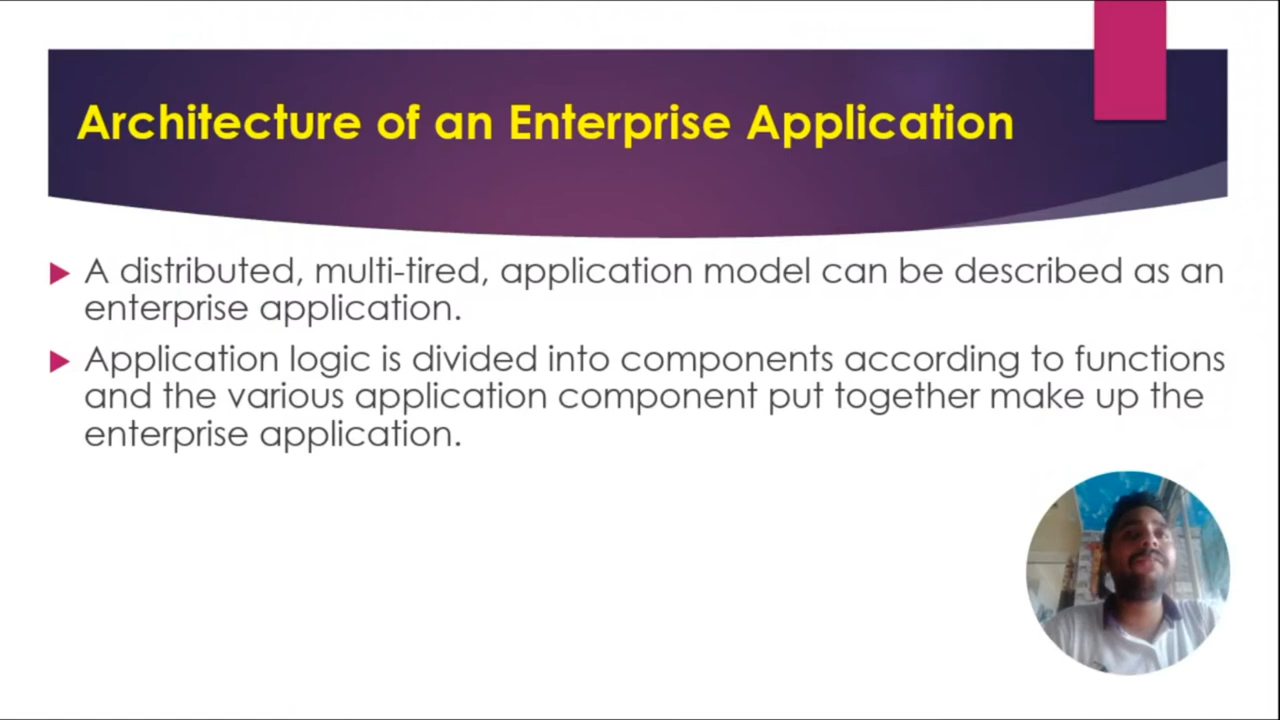 Architecture of an Enterprise Application
A distributed, multi-tired, application model can be described as an
enterprise application.
Application logic is divided into components according to functions
and the various application component put together make up the
enterprise application.